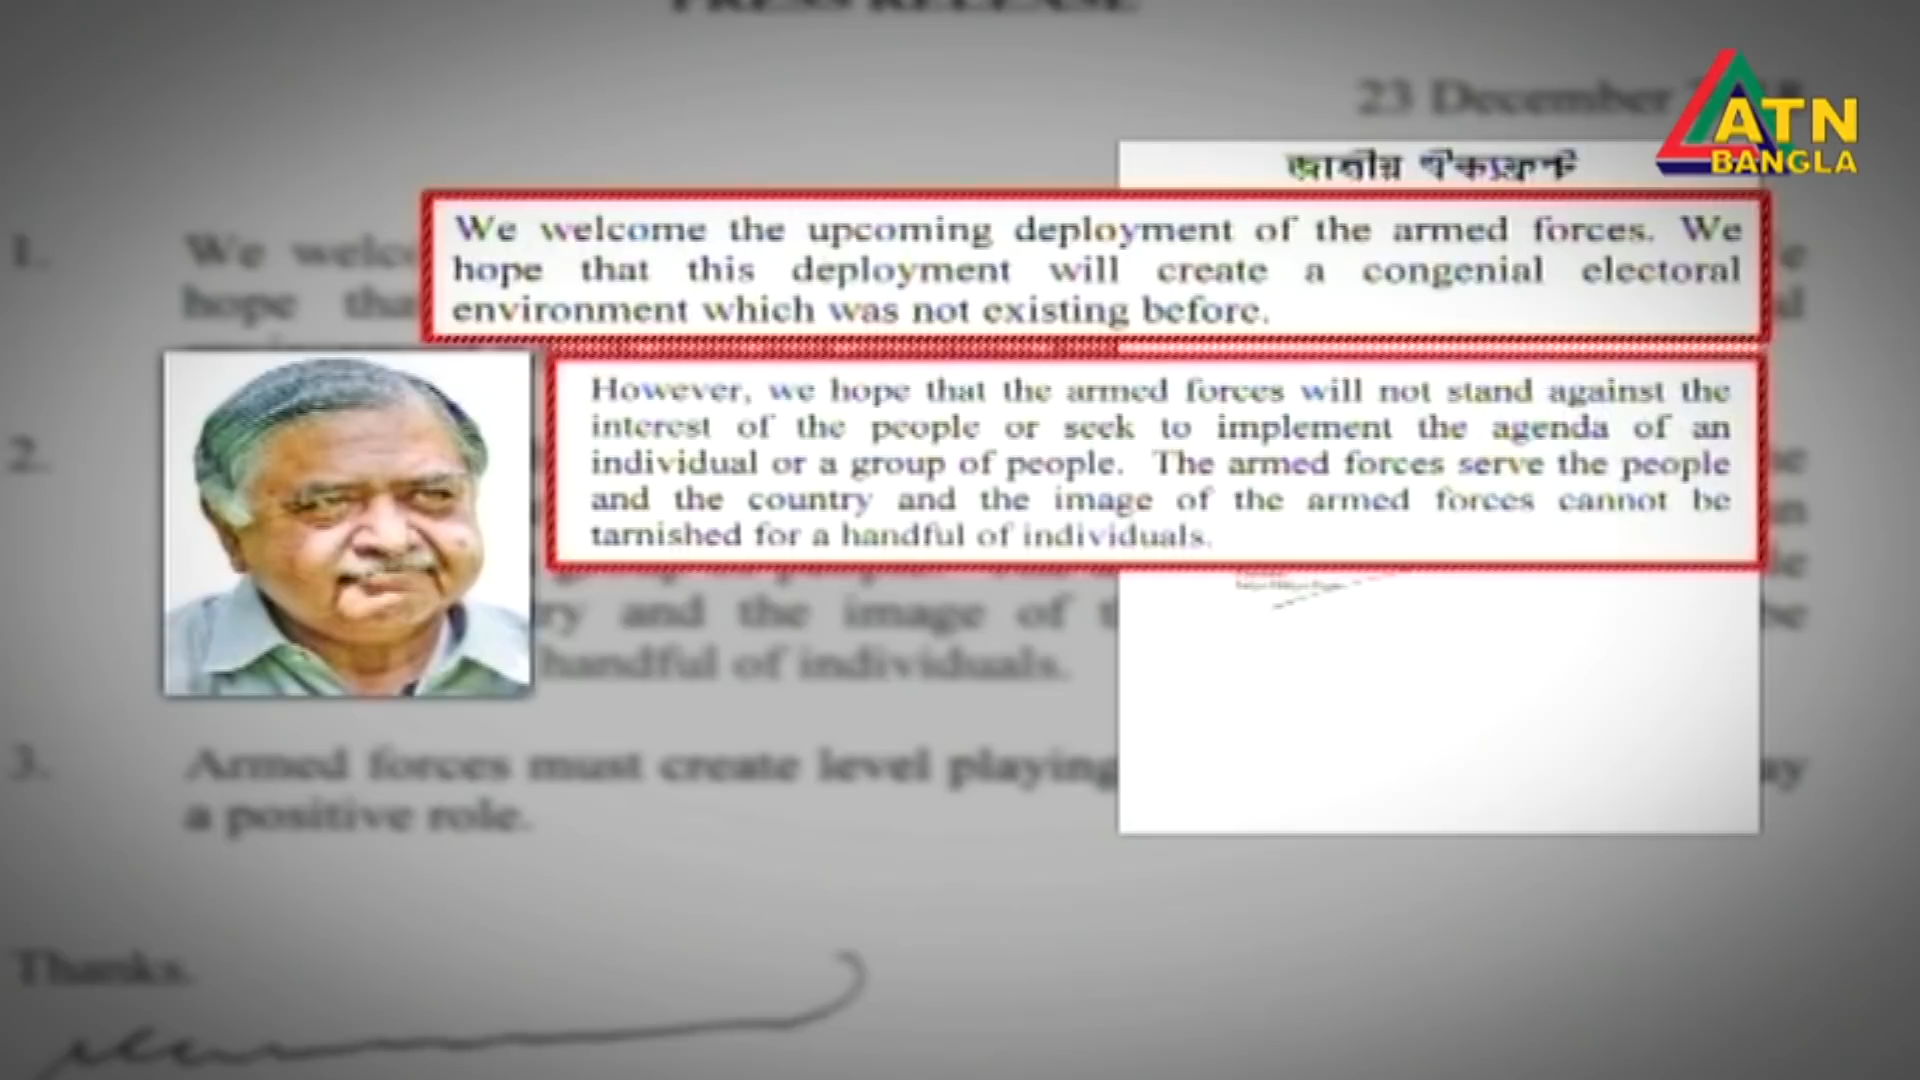 PRESS RELEASE
23 December
ATN
BANGLA
জাতীয় ঐক্যফ্রন্ট
We welcome the upcoming deployment of the armed forces. We
hope that this deployment will create a congenial electoral
environment which was not existing before.
However, we hope that the armed forces will not stand against the
interest of the people or seek to implement the agenda of an
individual or a group of people. The armed forces serve the people
and the country and the image of the armed forces cannot be
tarnished for a handful of individuals.
1. We
hope
2.
and the image of
handful of individuals.
3. Armed forces must create level playing
a positive role.
Thanks.